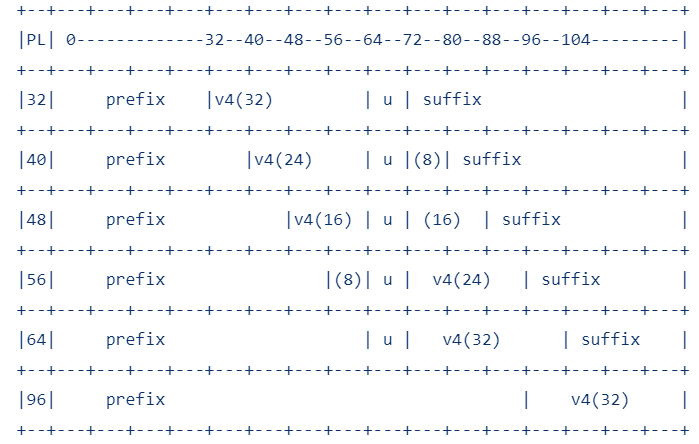 +--+---+---+---+---+---+---+---+---+---+---+---+---+---+---+---+---+
|PL| 0-------------32--40--48--56--64--72--80--88--96--104---------|
+--+---+---+---+---+---+---+---+---+---+---+---+---+---+---+---+---+
|32|     prefix    |v4(32)         | u | suffix                    |
+--+---+---+---+---+---+---+---+---+---+---+---+---+---+---+---+---+
|40|     prefix        |v4(24)     | u |(8)| suffix                |
+--+---+---+---+---+---+---+---+---+---+---+---+---+---+---+---+---+
|48|     prefix            |v4(16) | u | (16)  | suffix            |
+--+---+---+---+---+---+---+---+---+---+---+---+---+---+---+---+---+
|56|     prefix                |(8)| u |  v4(24)   | suffix        |
+--+---+---+---+---+---+---+---+---+---+---+---+---+---+---+---+---+
|64|     prefix                    | u |   v4(32)      | suffix    |
+--+---+---+---+---+---+---+---+---+---+---+---+---+---+---+---+---+
|96|     prefix                                    |    v4(32)     |
+--+---+---+---+---+---+---+---+---+---+---+---+---+---+---+---+---+